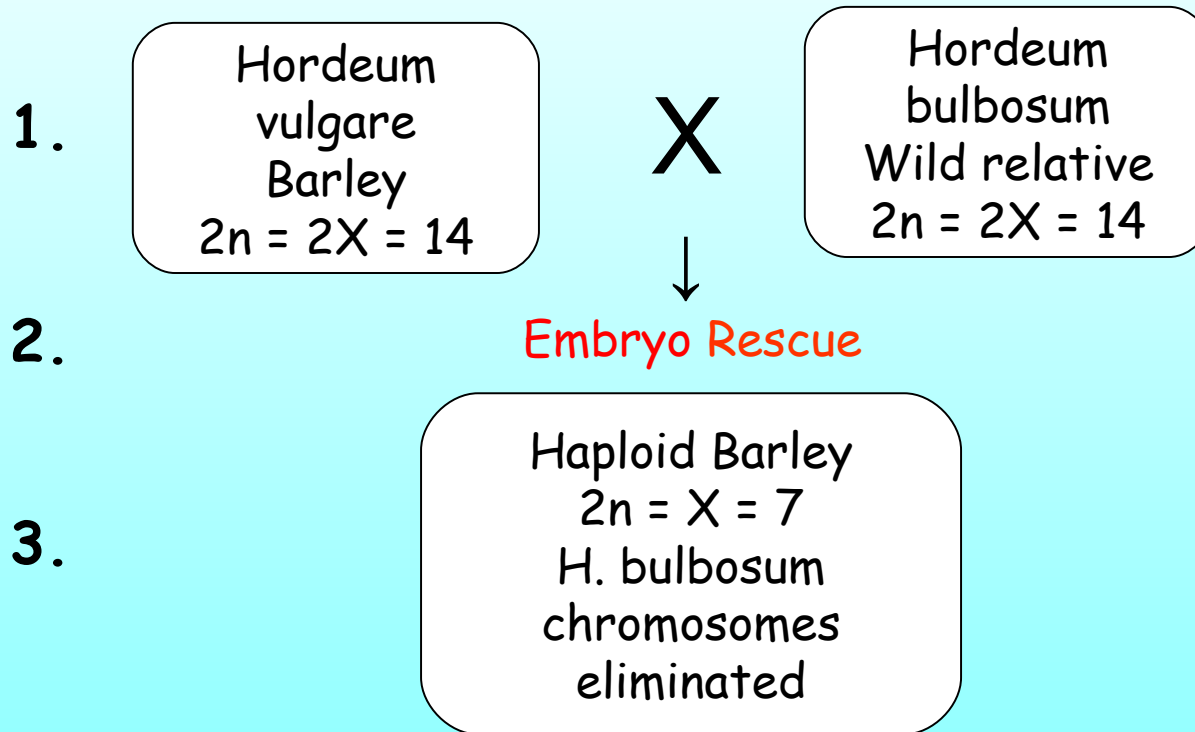 1.
Hordeum
vulgare
Barley
2n = 2X = 14
X
Hordeum
bulbosum
Wild relative
2n = 2X = 14
↓
2.
Embryo Rescue
3.
Haploid Barley
2n = X = 7
H. bulbosum
chromosomes
eliminated